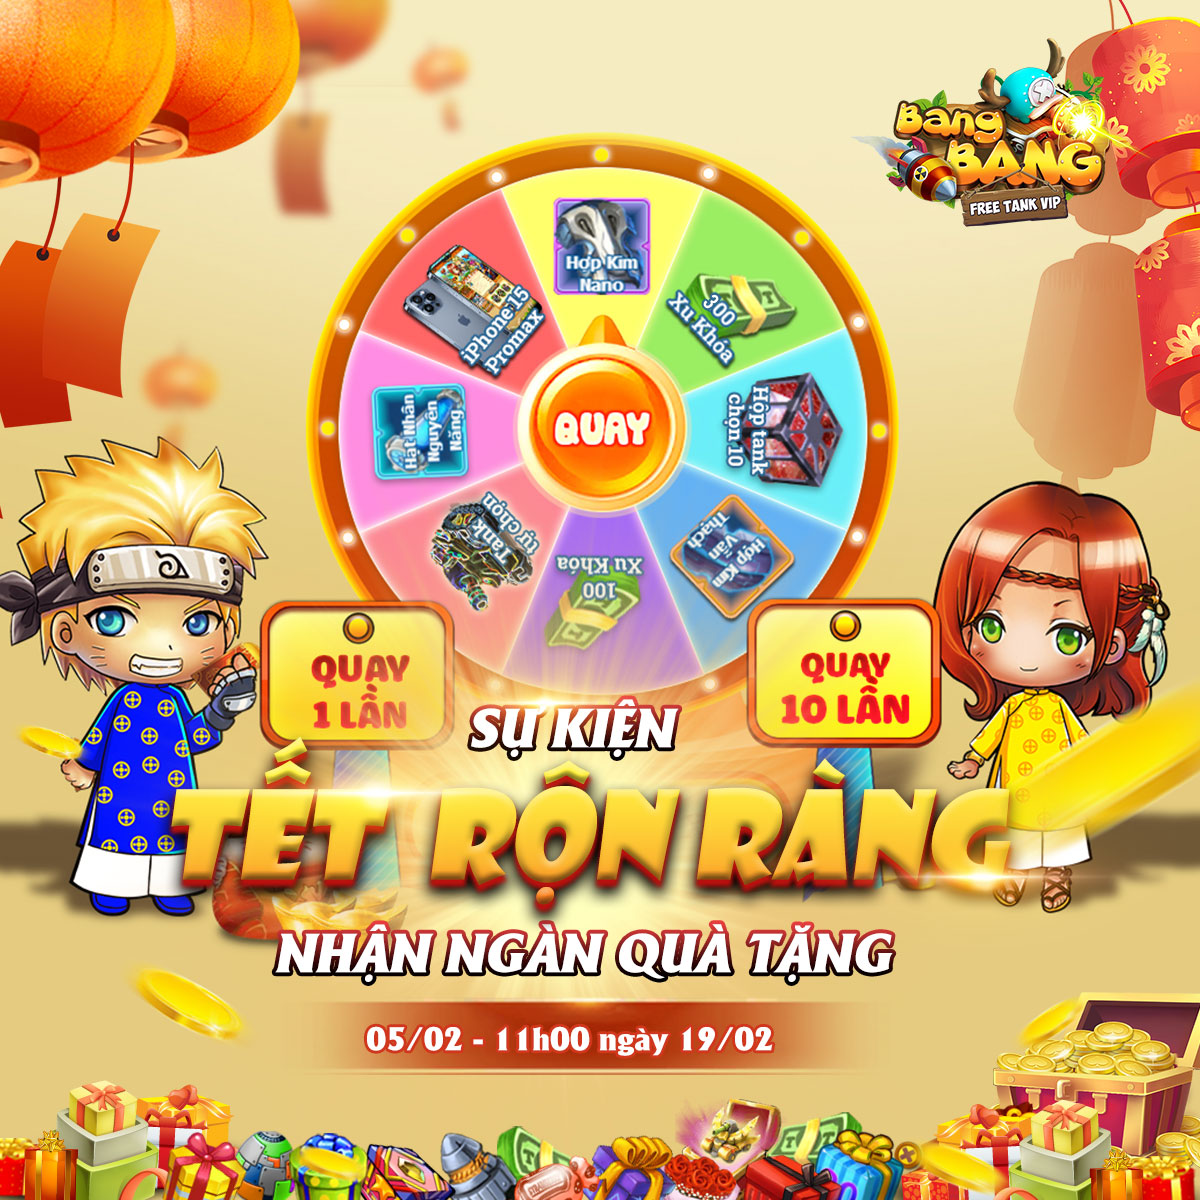 Bang
BANG
FREE TANK VIP
Hợp Kim
Nano
300
Xu Khóa
Hộp tank
chọn 10
Hợp Kim
Vân
Thạch
100
Xu Khóa
Tank
tự chọn
Hạt Nhân
Nguyên
Năng
iPhone 15
Promax
QUAY
QUAY
1 LẦN
QUAY
10 LẦN
SỰ KIỆN
TẾT RỘN RÀNG
NHẬN NGÀN QUÀ TẶNG
05/02 - 11h00 ngày 19/02